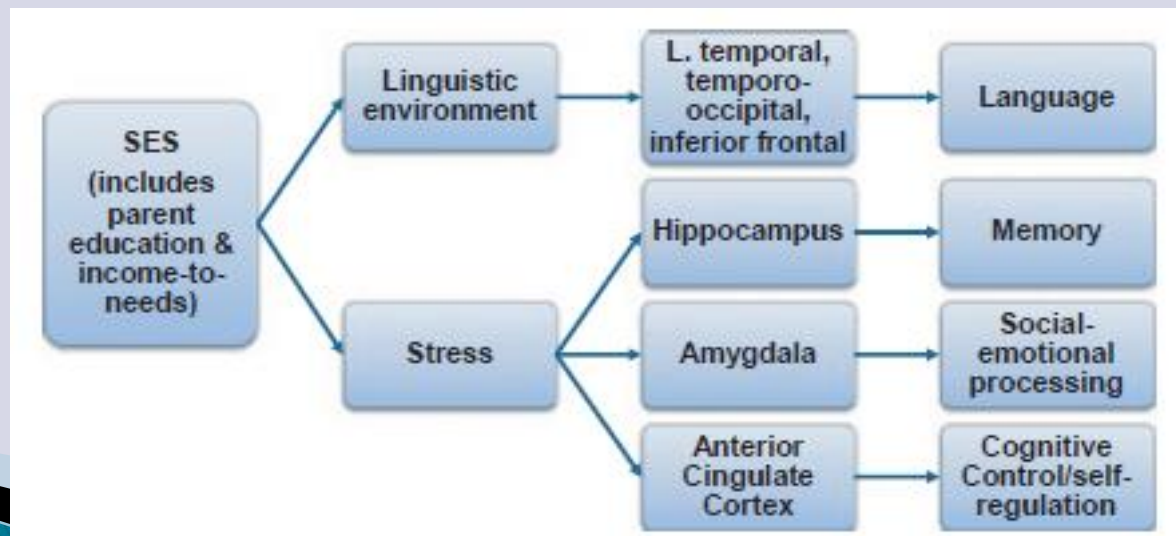 SES
(includes
parent
education &
income-to-
needs)
Linguistic
environment
L. temporal,
temporo-
occipital,
inferior frontal
Language
Hippocampus
Memory
Stress
Amygdala
Social-
emotional
processing
Anterior
Cingulate
Cortex
Cognitive
Control/self-
regulation